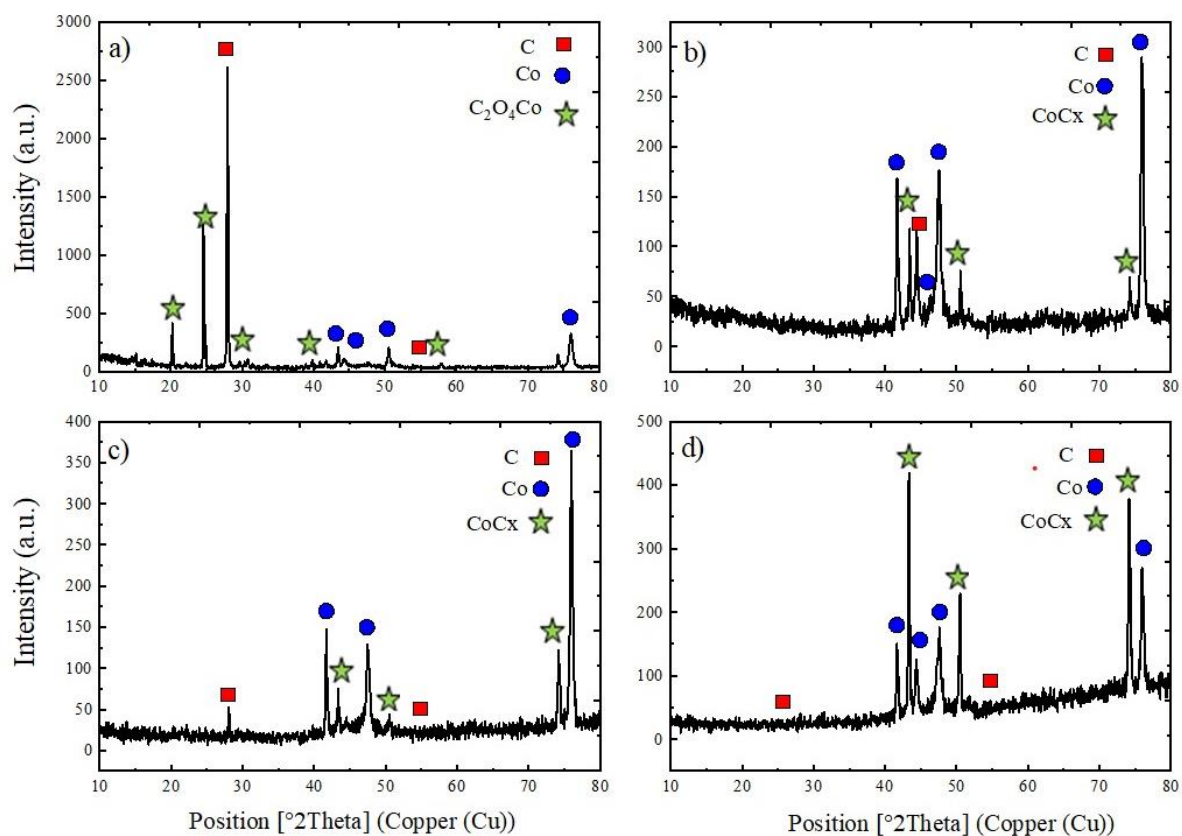 a)
C
Co
C₂O₄Co
3000
2500
2000
1500
1000
500
0
10 20 30 40 50 60 70 80
Intensity (a.u.)
b)
C
Co
CoCx
300
250
200
150
100
50
0
10 20 30 40 50 60 70 80
c)
C
Co
CoCx
400
350
300
250
200
150
100
50
0
10 20 30 40 50 60 70 80
Intensity (a.u.)
Position [°2Theta] (Copper (Cu))
d)
C
Co
CoCx
500
400
300
200
100
0
10 20 30 40 50 60 70 80
Position [°2Theta] (Copper (Cu))